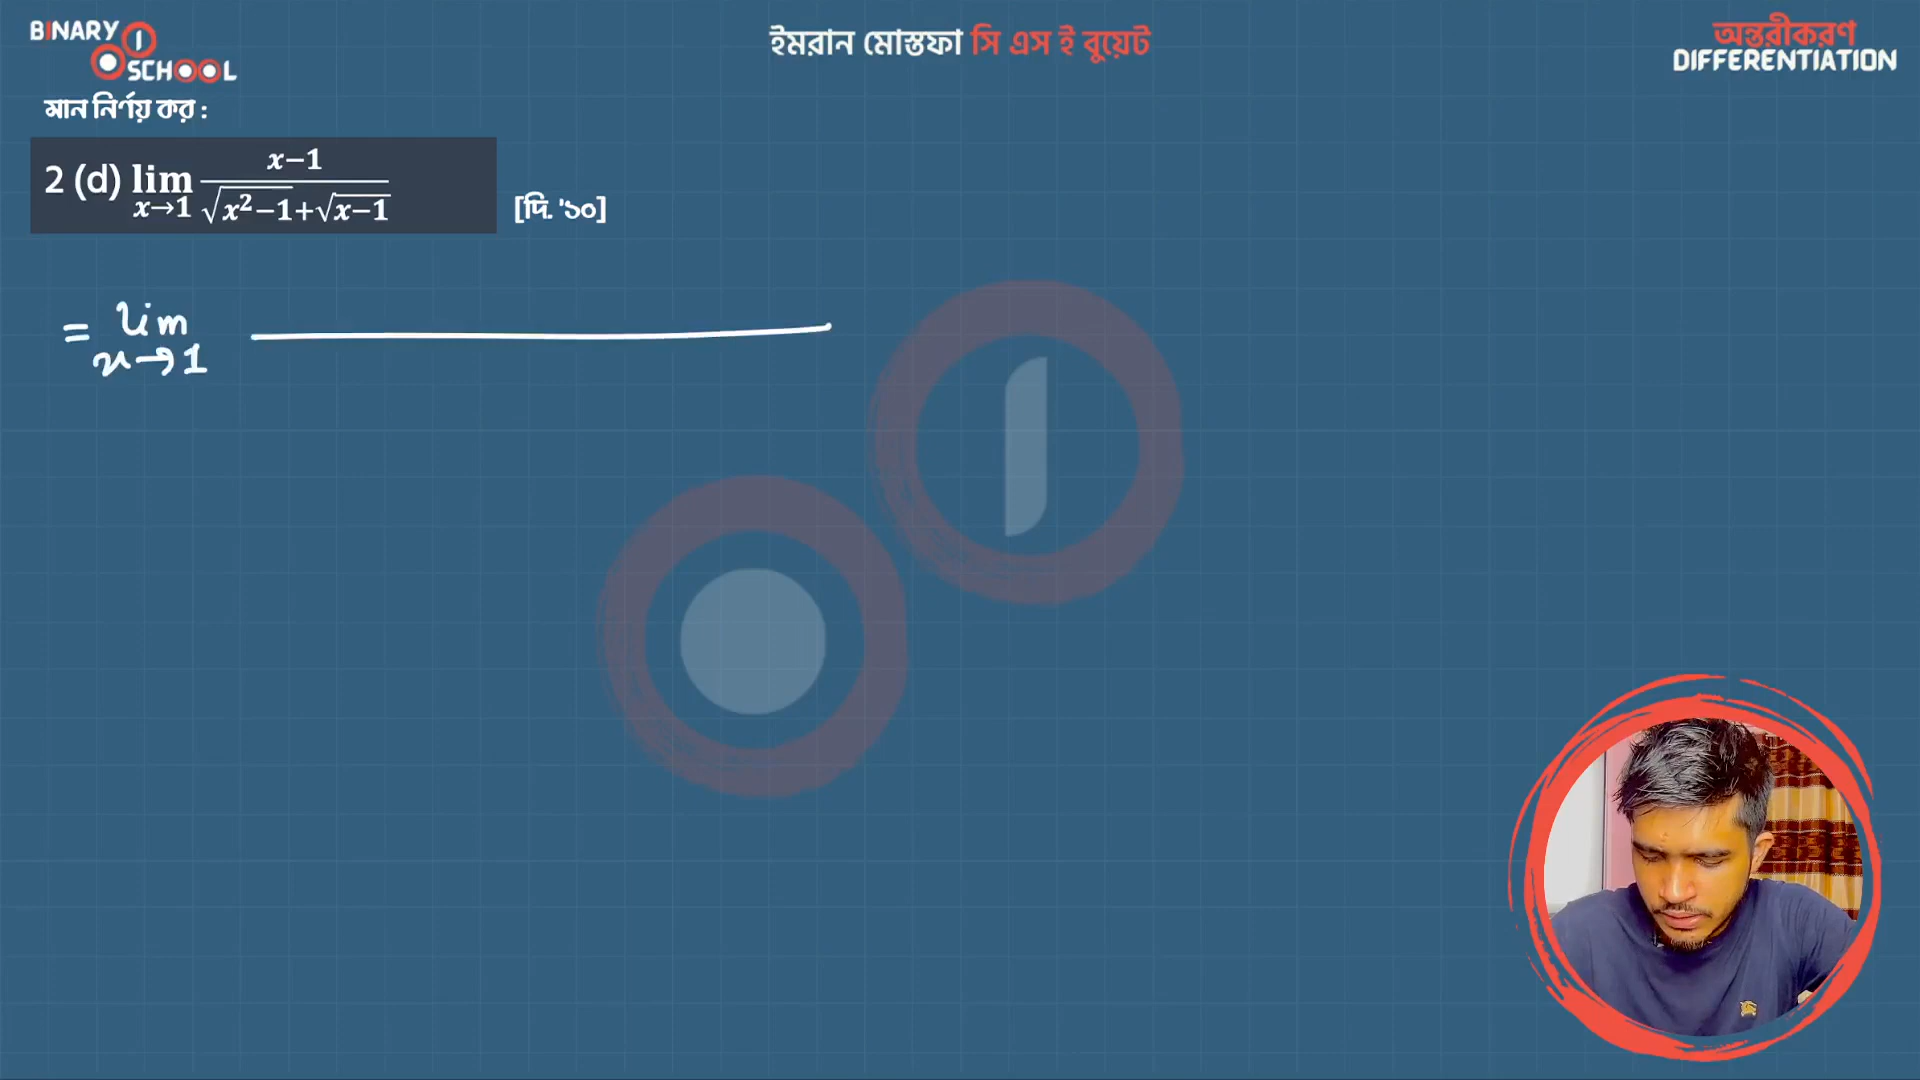 BINARY SCHOOL
ইমরান মোস্তফা সি এস ই বুয়েট
অন্তরীকরণ
DIFFERENTIATION
মান নির্ণয় কর :
2 (d) lim x→1 x−1 / √x²−1+√x−1 [দি. '১০]
= lim x→1